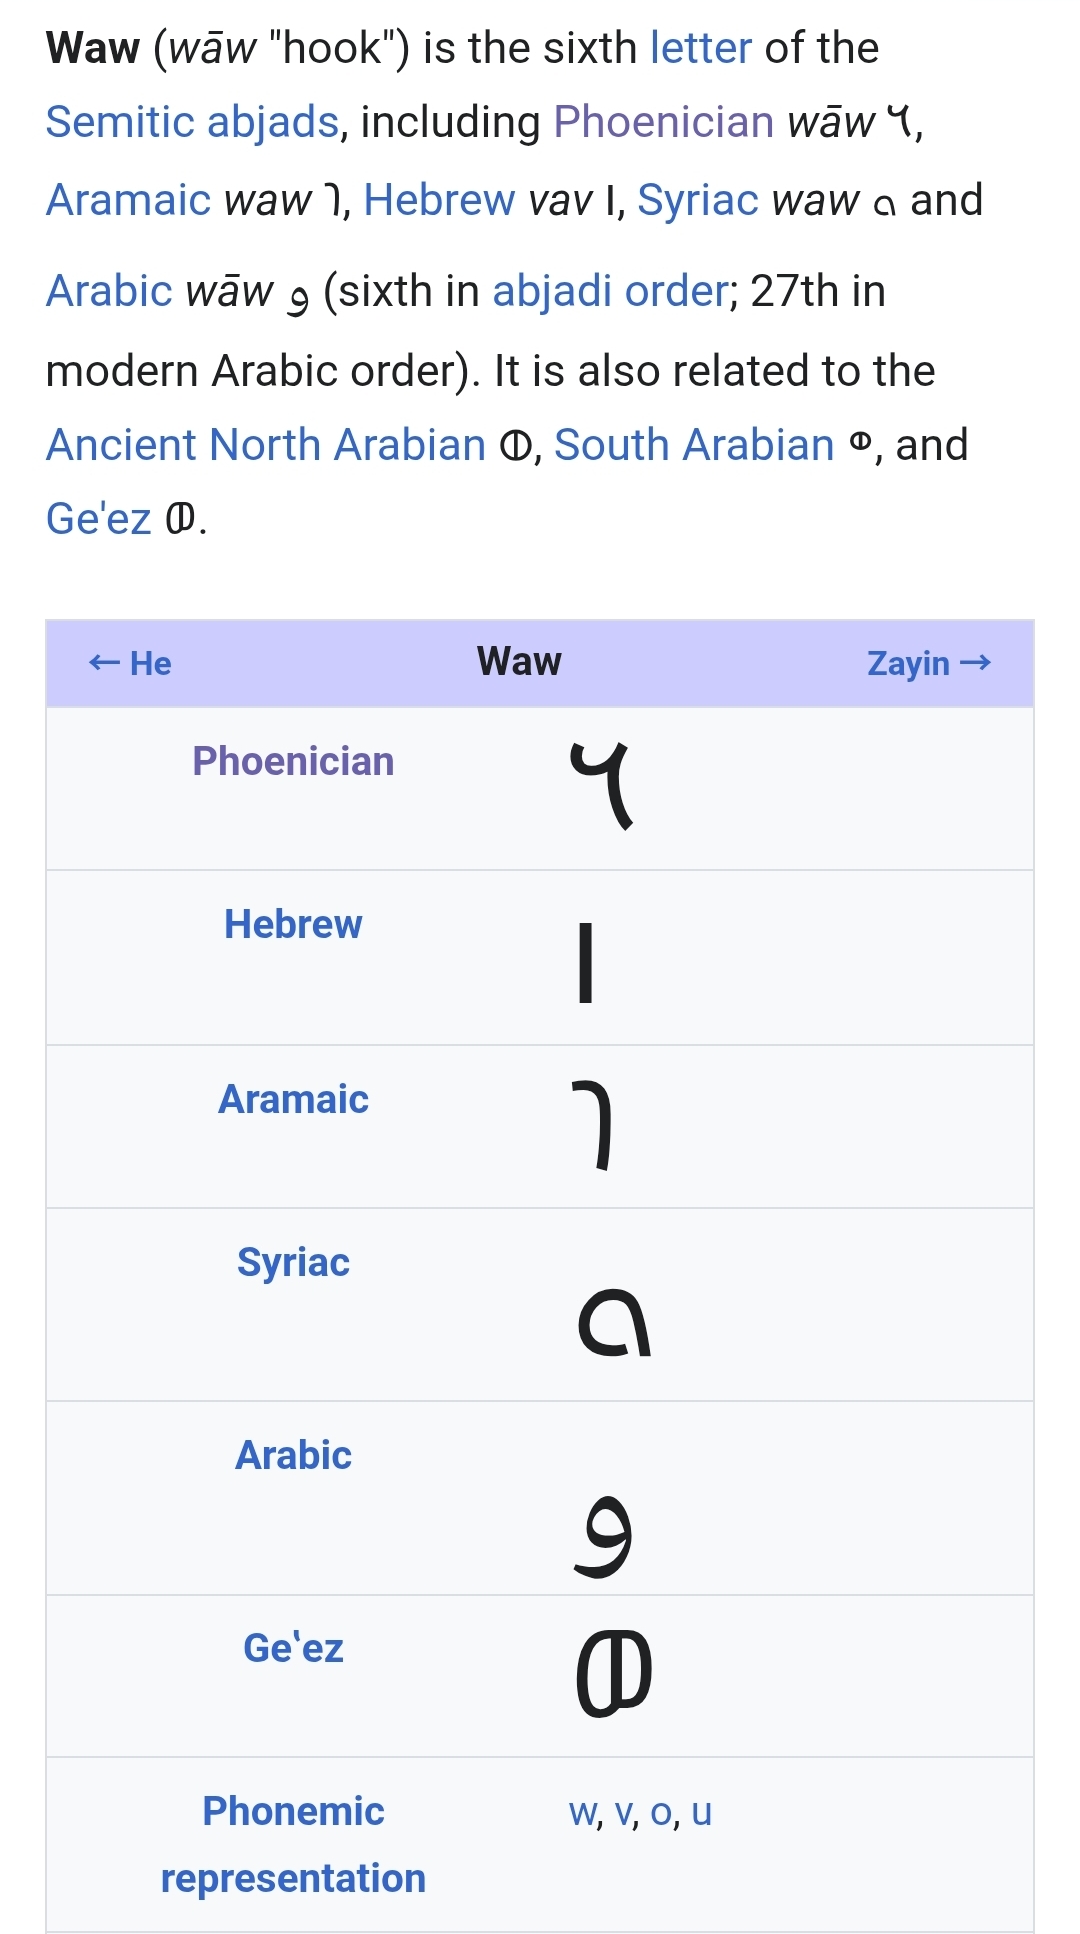 Waw (wāw "hook") is the sixth letter of the
Semitic abjads, including Phoenician wāw 𐤅,
Aramaic waw 𐡅, Hebrew vav ו, Syriac waw ܘ and
Arabic wāw و (sixth in abjadi order; 27th in
modern Arabic order). It is also related to the
Ancient North Arabian 𐪅, South Arabian 𐩥, and
Ge'ez ወ.
← He Waw Zayin →
Phoenician 𐤅
Hebrew ו
Aramaic 𐡅
Syriac ܘ
Arabic و
Geʽez ወ
Phonemic w, v, o, u
representation